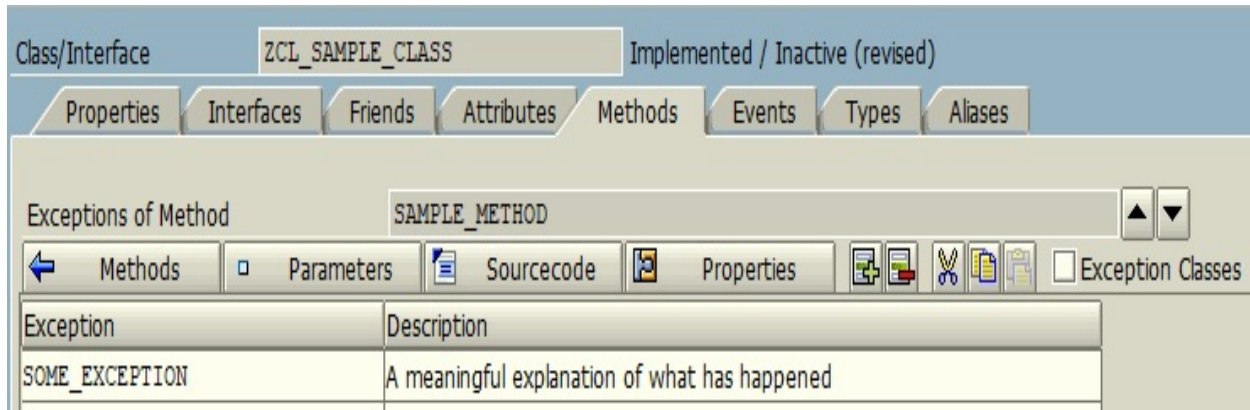 Class/Interface ZCL_SAMPLE_CLASS Implemented / Inactive (revised)
Properties Interfaces Friends Attributes Methods Events Types Aliases
Exceptions of Method SAMPLE_METHOD
Methods Parameters Sourcecode Properties Exception Classes
Exception Description
SOME_EXCEPTION A meaningful explanation of what has happened